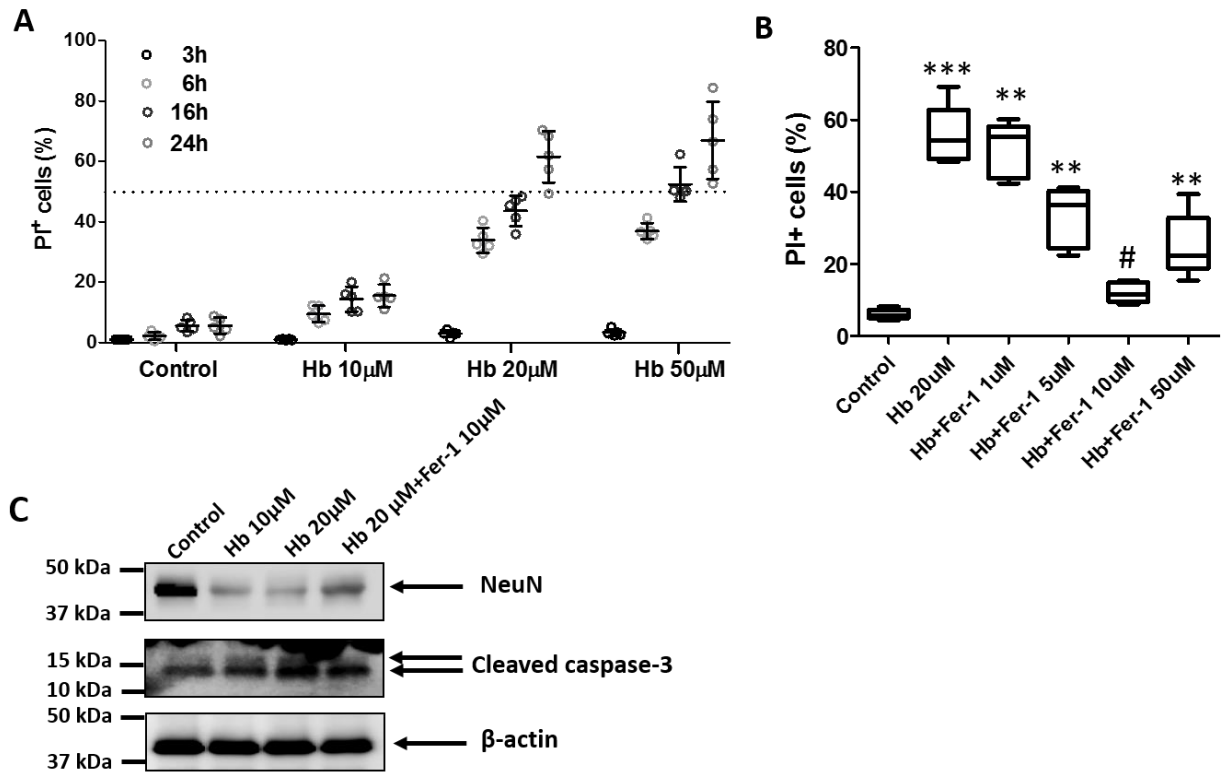 A
100
80
60
40
20
0
PI⁺ cells (%)
3h
6h
16h
24h
Control
Hb 10μM
Hb 20μM
Hb 50μM
B
80
60
40
20
0
PI+ cells (%)
***
**
**
#
**
Control
Hb 20uM
Hb+Fer-1 1uM
Hb+Fer-1 5uM
Hb+Fer-1 10uM
Hb+Fer-1 50uM
C
Control
Hb 10μM
Hb 20μM
Hb 20 μM+Fer-1 10μM
50 kDa
37 kDa
NeuN
15 kDa
10 kDa
Cleaved caspase-3
50 kDa
37 kDa
β-actin